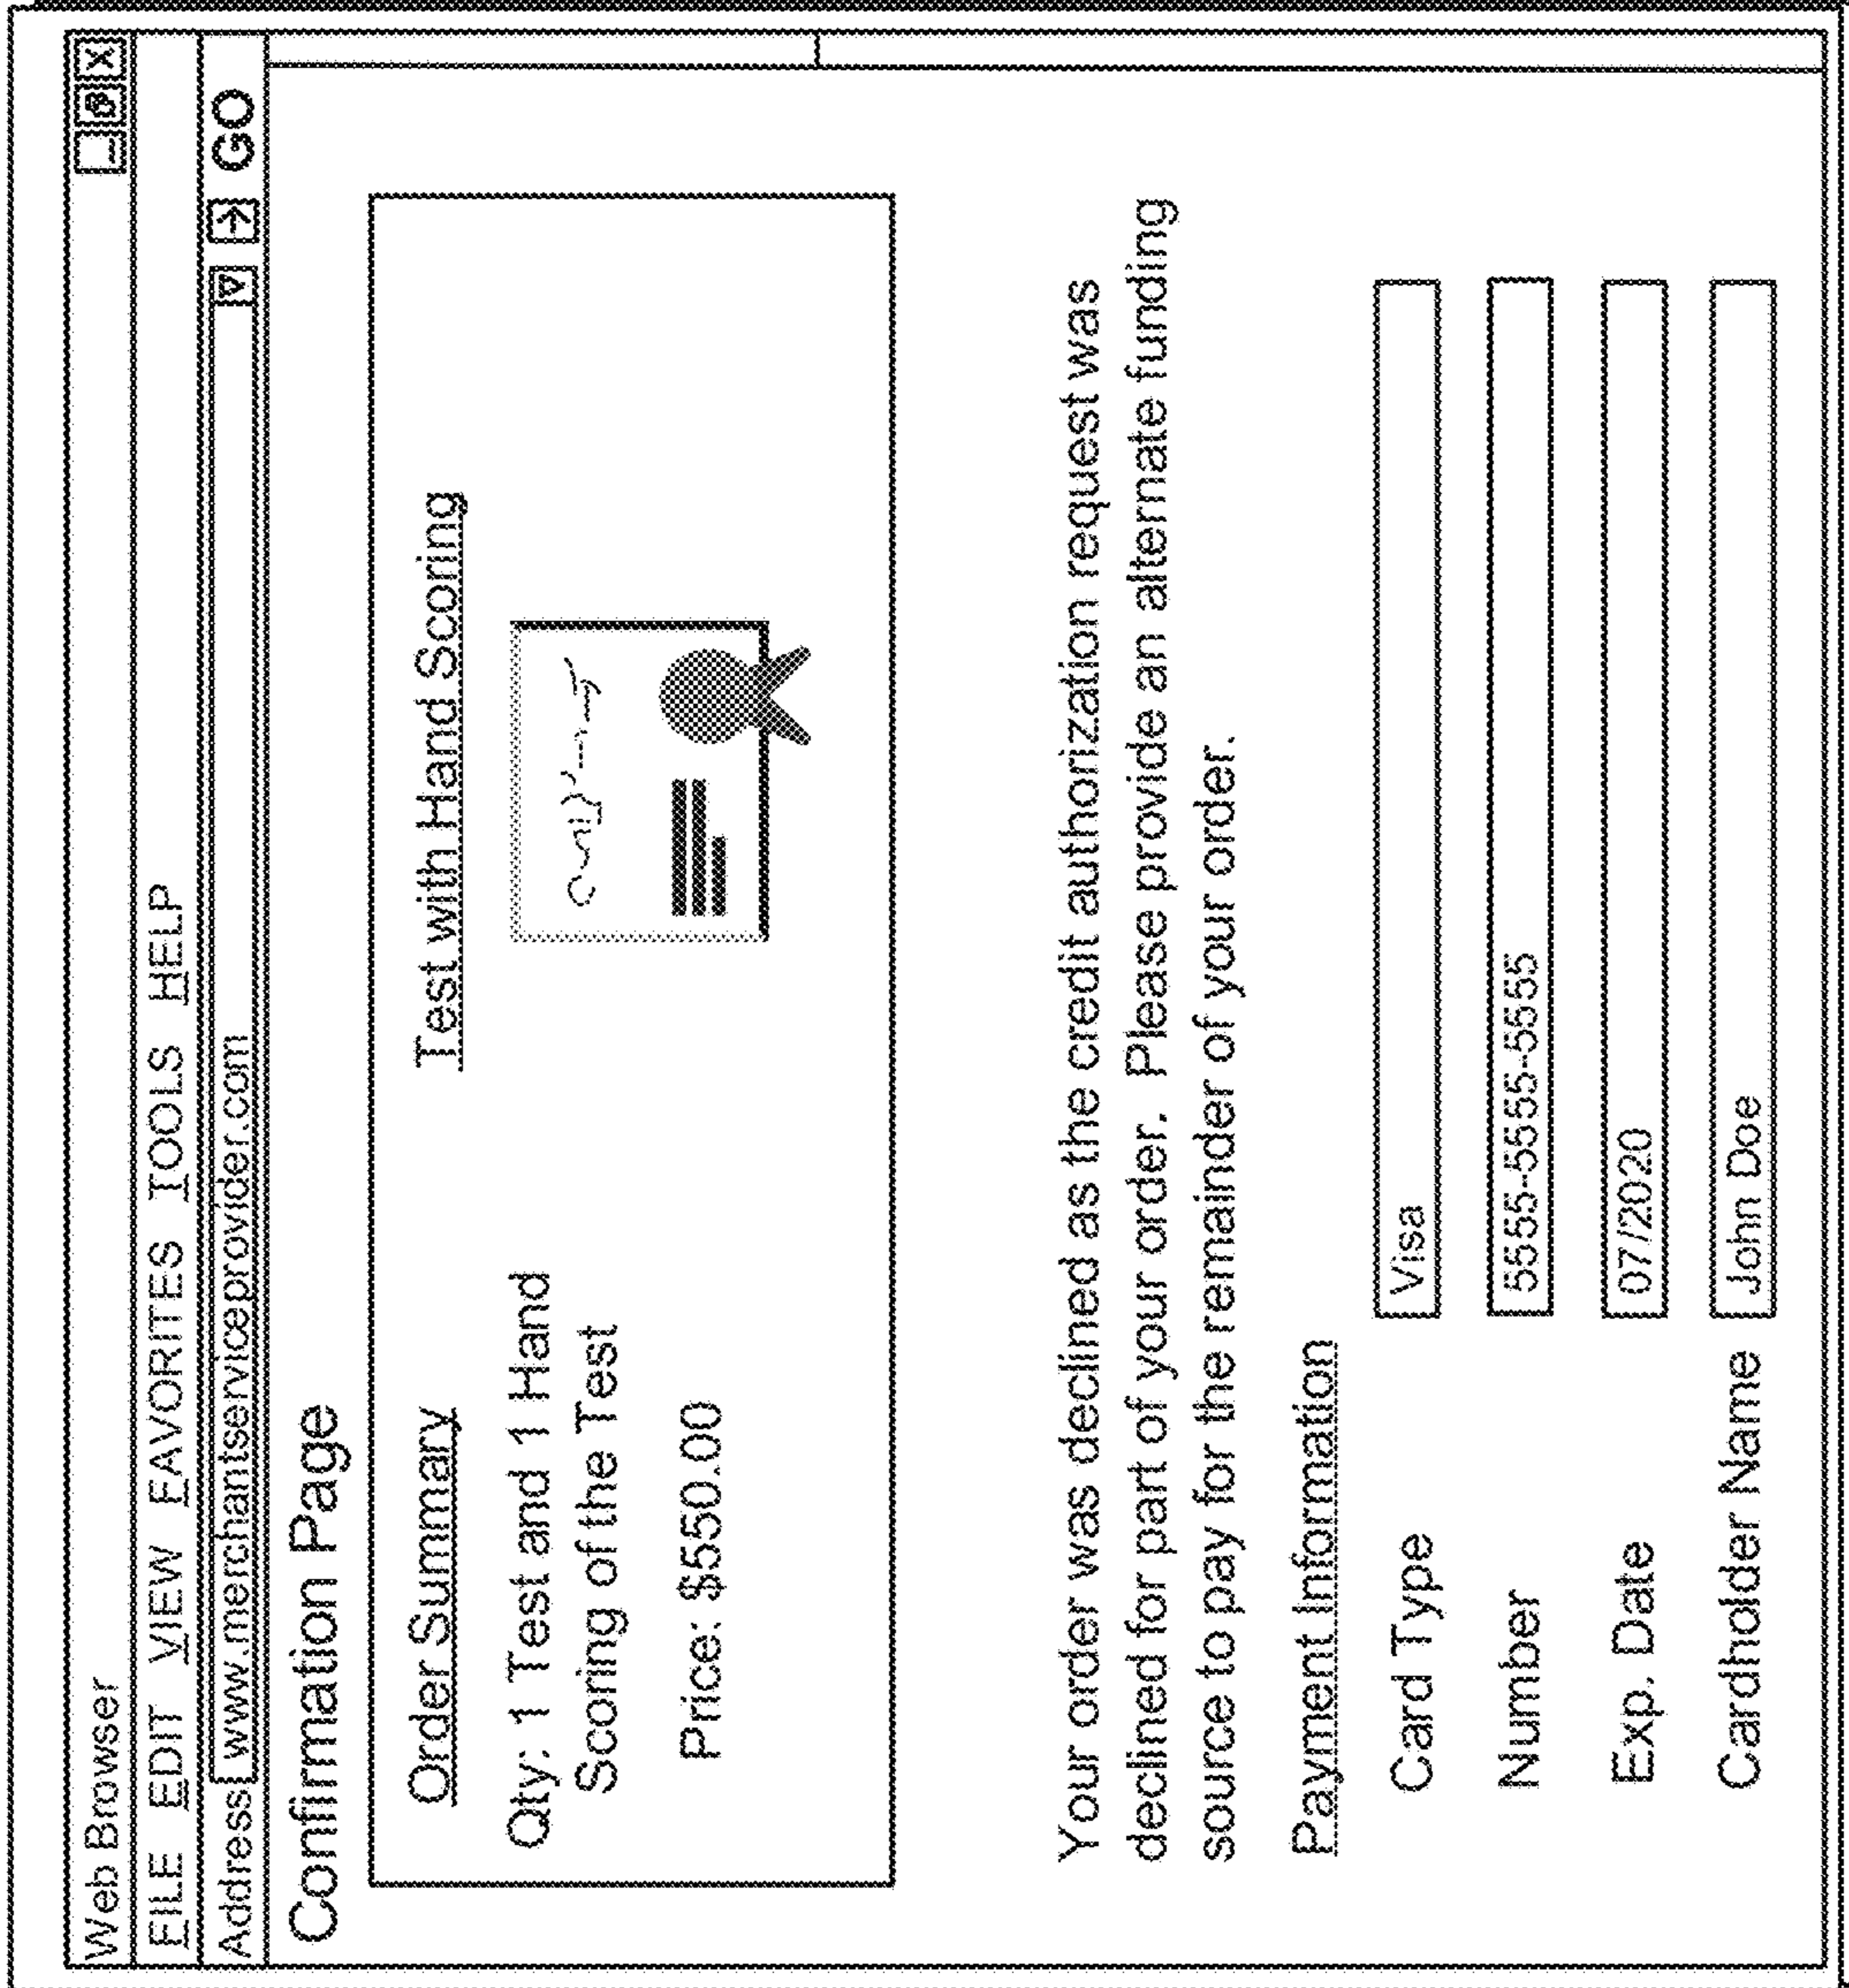 Web Browser
FILE EDIT VIEW FAVORITES TOOLS HELP
Address www.merchantserviceprovider.com GO
Confirmation Page
Order Summary
Qty: 1 Test and 1 Hand
Scoring of the Test
Price: $550.00
Test with Hand Scoring
Your order was declined as the credit authorization request was
declined for part of your order. Please provide an alternate funding
source to pay for the remainder of your order.
Payment Information
Card Type Visa
Number 5555-5555-5555
Exp. Date 07/2020
Cardholder Name John Doe